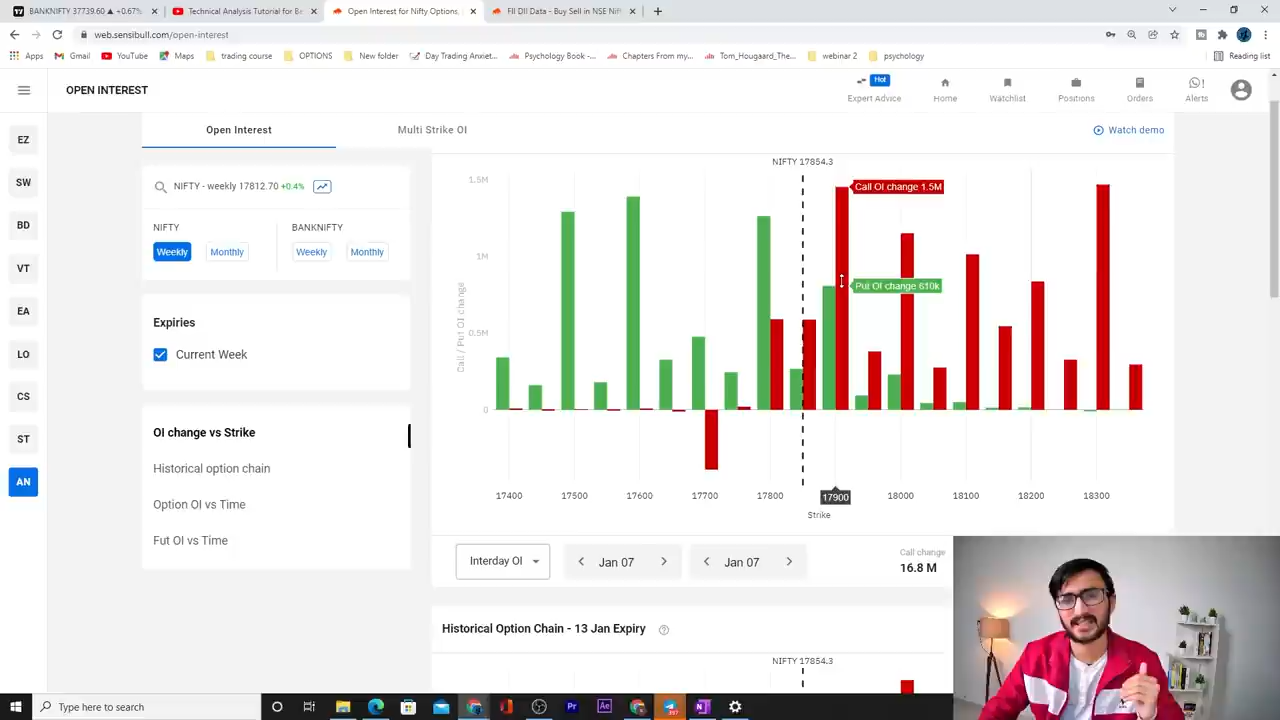 BANKNIFTY 37739.60 ▲ +0.67%
Technical Analysis Tutorial for Be
Open Interest for Nifty Options,
FII DII Data - Buy Sell in NSE Nif
web.sensibull.com/open-interest
Apps
Gmail
YouTube
Maps
trading course
OPTIONS
New folder
Day Trading Anxiet...
Psychology Book -...
Chapters From my...
Tom_Hougaard_The...
webinar 2
psychology
Reading list
OPEN INTEREST
Hot
Expert Advice
Home
Watchlist
Positions
Orders
Alerts
EZ
SW
BD
VT
EA
LO
CS
ST
AN
Open Interest
Multi Strike OI
Watch demo
NIFTY - weekly 17812.70 +0.4%
NIFTY
BANKNIFTY
Weekly
Monthly
Weekly
Monthly
Expiries
Current Week
OI change vs Strike
Historical option chain
Option OI vs Time
Fut OI vs Time
NIFTY 17854.3
Call / Put OI change
1.5M
1M
0.5M
0
Call OI change 1.5M
Put OI change 810k
17400
17500
17600
17700
17800
17900
18000
18100
18200
18300
Strike
Interday OI
Jan 07
Jan 07
Call change
16.8 M
Historical Option Chain - 13 Jan Expiry
NIFTY 17854.3
Type here to search